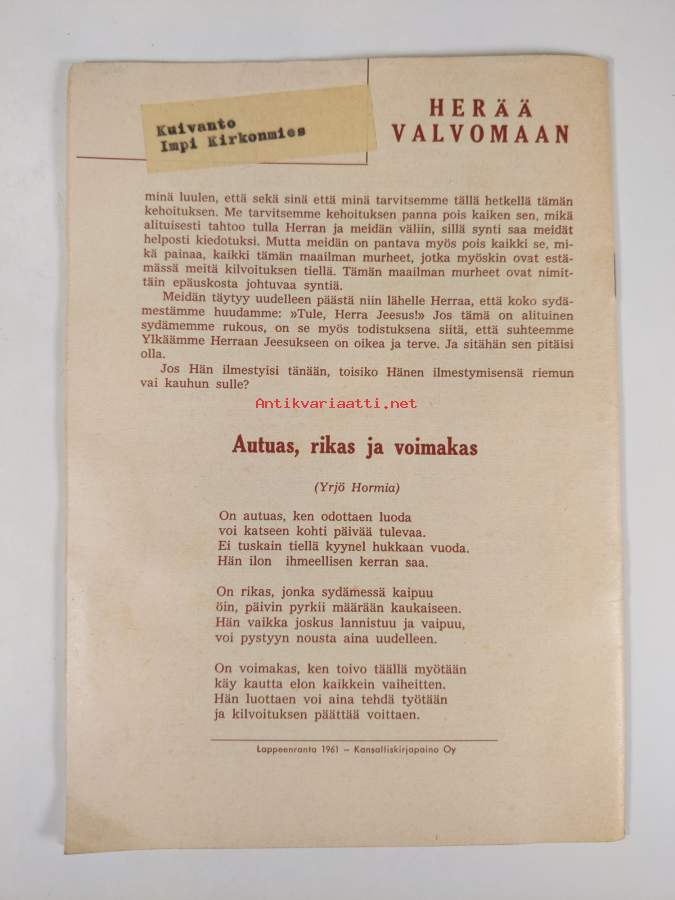 HERÄÄ
VALVOMAAN
Kuivanto
Impi Kirkonmies
minä luulen, että sekä sinä että minä tarvitsemme tällä hetkellä tämän
kehoituksen. Me tarvitsemme kehoituksen panna pois kaiken sen, mikä
alituisesti tahtoo tulla Herran ja meidän väliin, sillä synti saa meidät
helposti kiedotuksi. Mutta meidän on pantava myös pois kaikki se, mi-
kä painaa, kaikki tämän maailman murheet, jotka myöskin ovat estä-
mässä meitä kilvoituksen tiellä. Tämän maailman murheet ovat nimit-
täin epäuskosta johtuvaa syntiä.
Meidän täytyy uudelleen päästä niin lähelle Herraa, että koko sydä-
mestämme huudamme: »Tule, Herra Jeesus!» Jos tämä on alituinen
sydämemme rukous, on se myös todistuksena siitä, että suhteemme
Ylkäämme Herraan Jeesukseen on oikea ja terve. Ja sitähän sen pitäisi
olla.
Jos Hän ilmestyisi tänään, toisiko Hänen ilmestymisensä riemun
vai kauhun sulle?
Antikvariaatti.net
Autuas, rikas ja voimakas
(Yrjö Hormia)
On autuas, ken odottaen luoda
voi katseen kohti päivää tulevaa.
Ei tuskain tiellä kyynel hukkaan vuoda.
Hän ilon ihmeellisen kerran saa.
On rikas, jonka sydämessä kaipuu
öin, päivin pyrkii määrään kaukaiseen.
Hän vaikka joskus lannistuu ja vaipuu,
voi pystyyn nousta aina uudelleen.
On voimakas, ken toivo täällä myötään
käy kautta elon kaikkein vaiheitten.
Hän luottaen voi aina tehdä työtään
ja kilvoituksen päättää voittaen.
Lappeenranta 1961 – Kansalliskirjapaino Oy